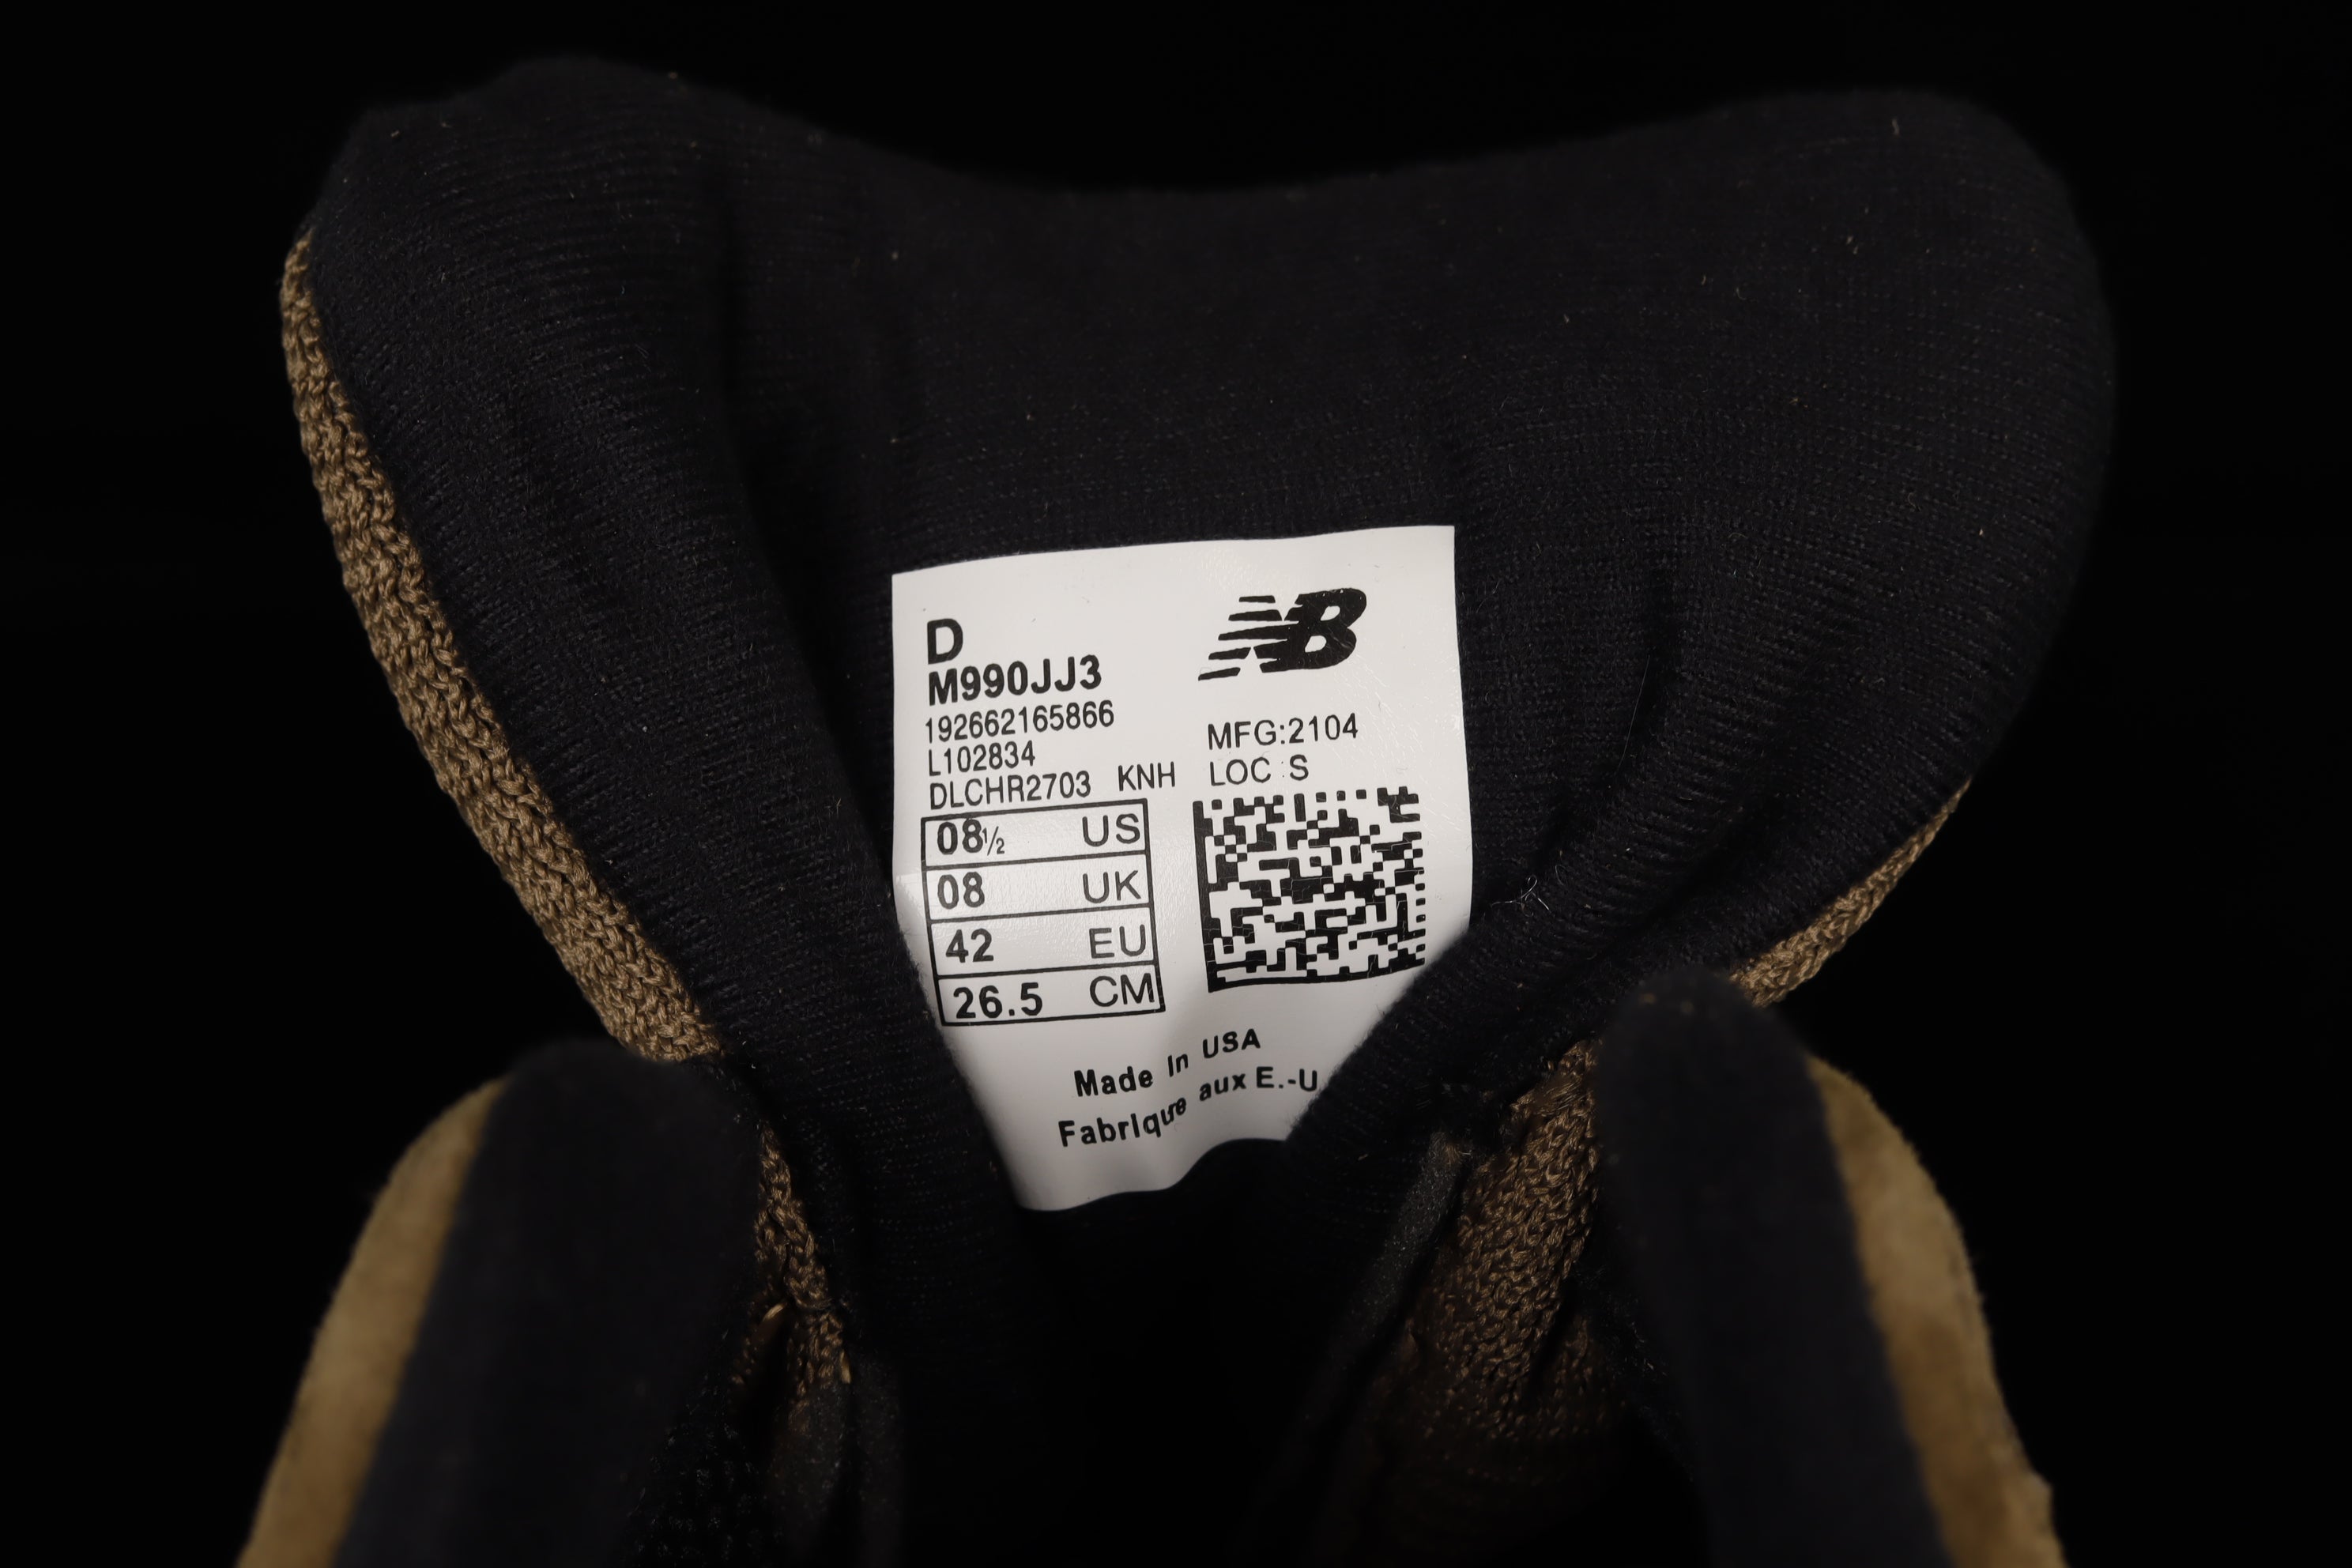 D
NB
M990JJ3
192662165866
L102834
DLCHR2703 KNH
MFG:2104
LOC:S
08½ US
08 UK
42 EU
26.5 CM
Made In USA
Fabrique aux E.-U